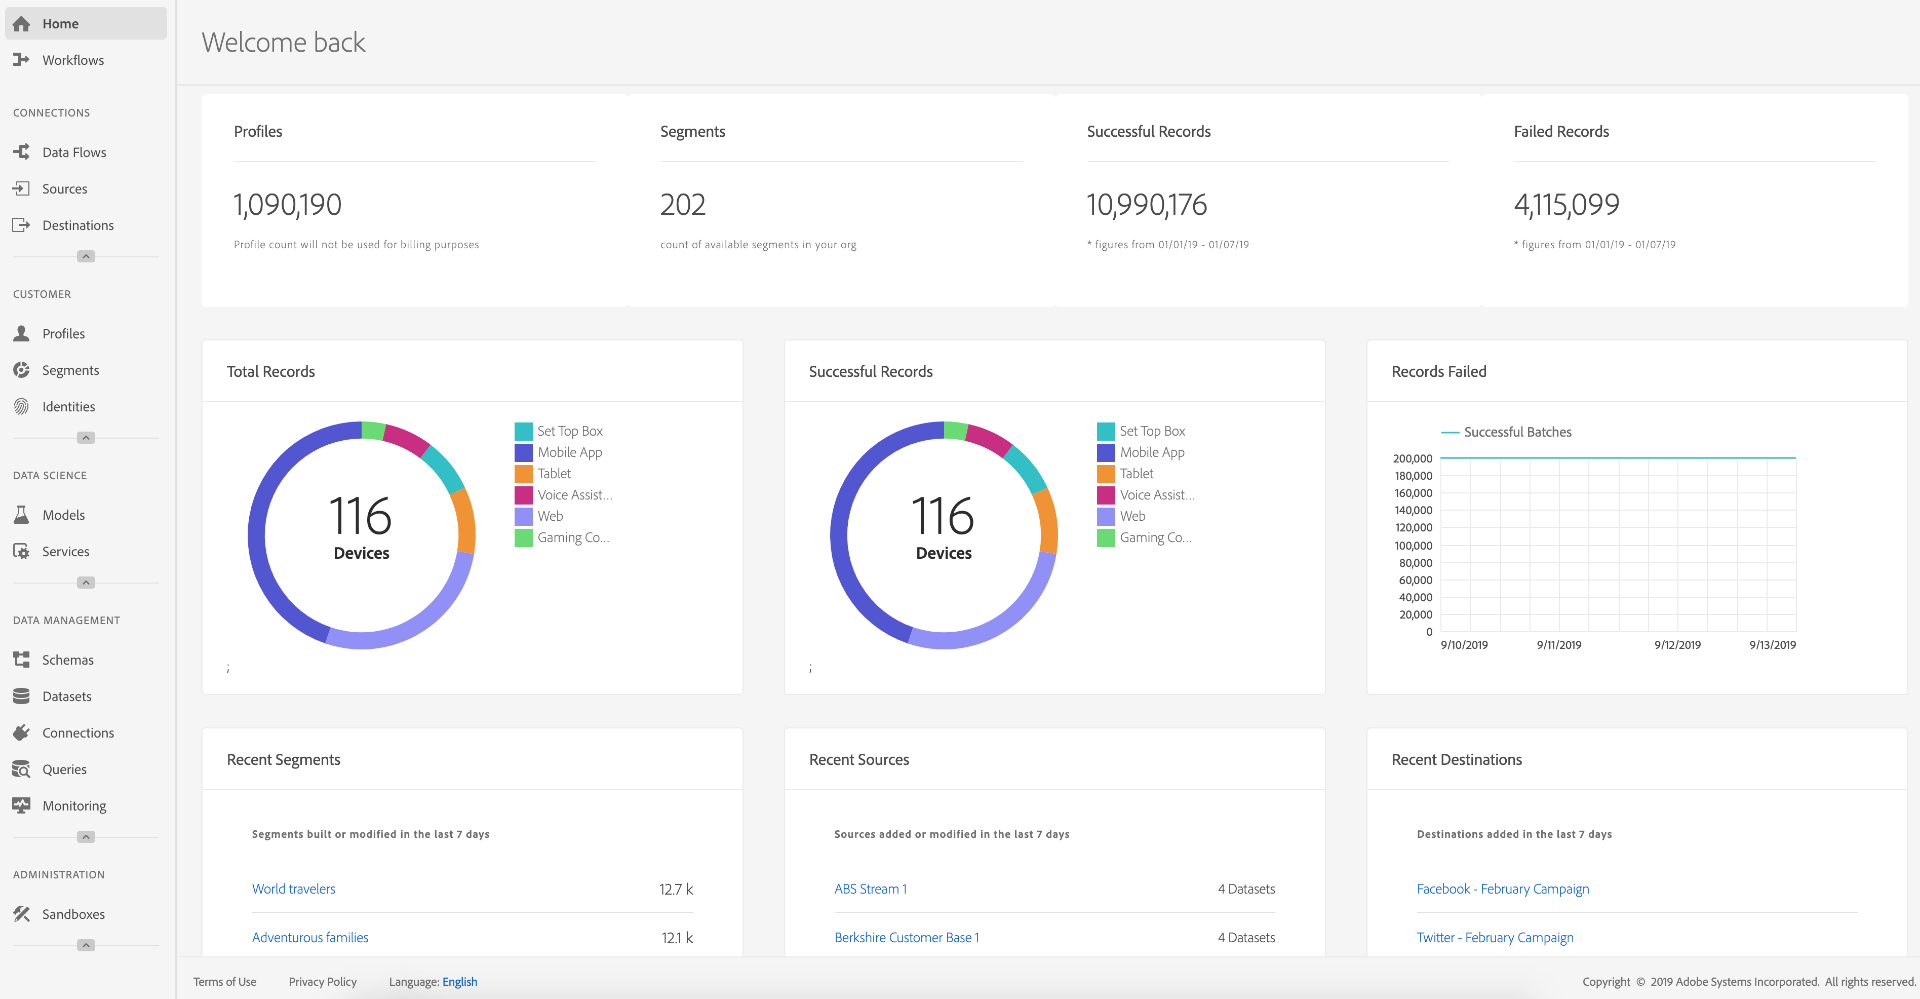 Home
Workflows
CONNECTIONS
Data Flows
Sources
Destinations
CUSTOMER
Profiles
Segments
Identities
DATA SCIENCE
Models
Services
DATA MANAGEMENT
Schemas
Datasets
Connections
Queries
Monitoring
ADMINISTRATION
Sandboxes
Welcome back
Profiles
1,090,190
Profile count will not be used for billing purposes
Segments
202
count of available segments in your org
Successful Records
10,990,176
* figures from 01/01/19 - 01/07/19
Failed Records
4,115,099
* figures from 01/01/19 - 01/07/19
Total Records
116
Devices
Set Top Box
Mobile App
Tablet
Voice Assist...
Web
Gaming Co...
;
Successful Records
116
Devices
Set Top Box
Mobile App
Tablet
Voice Assist...
Web
Gaming Co...
;
Records Failed
Successful Batches
200,000
180,000
160,000
140,000
120,000
100,000
80,000
60,000
40,000
20,000
0
9/10/2019 9/11/2019 9/12/2019 9/13/2019
Recent Segments
Segments built or modified in the last 7 days
World travelers 12.7 k
Adventurous families 12.1 k
Recent Sources
Sources added or modified in the last 7 days
ABS Stream 1 4 Datasets
Berkshire Customer Base 1 4 Datasets
Recent Destinations
Destinations added in the last 7 days
Facebook - February Campaign
Twitter - February Campaign
Terms of Use Privacy Policy Language: English Copyright © 2019 Adobe Systems Incorporated. All rights reserved.